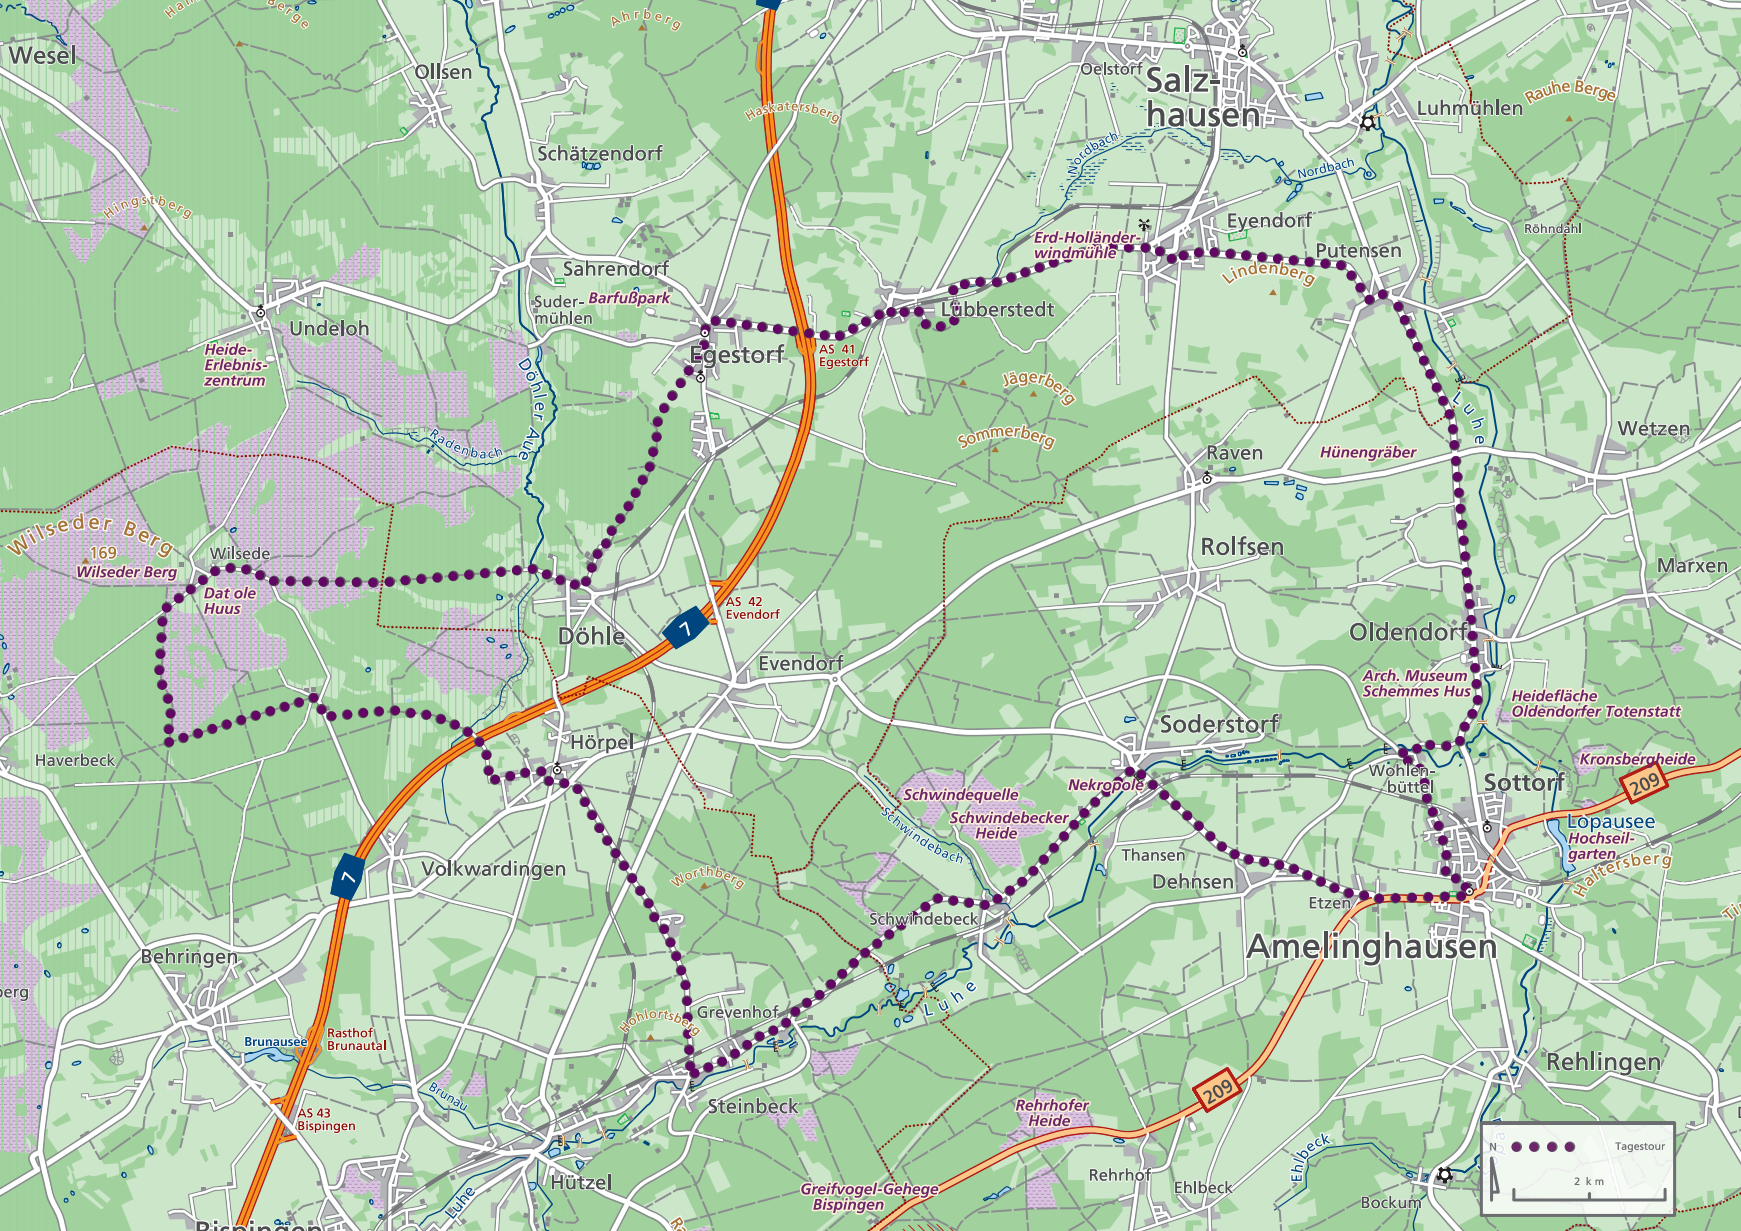 Wesel
Ollsen
Ahrberg
Berge
Haskatersberg
Oelstorf
Salz-
hausen
Luhmühlen
Rauhe Berge
Schätzendorf
Nordbach
Nordbach
Hingstberg
Eyendorf
Röhndahl
Erd-Holländer-
windmühle
Putensen
Lindenberg
Sahrendorf
Suder-
mühlen
Barfußpark
Undeloh
Lübberstedt
Heide-
Erlebnis-
zentrum
Egestorf
AS 41
Egestorf
Döhler Aue
Jägerberg
Luhe
Radenbach
Sommerberg
Wetzen
Raven
Hünengräber
Wilseder Berg
169
Wilseder Berg
Wilsede
Dat ole
Huus
Rolfsen
Marxen
AS 42
Evendorf
7
Döhle
Oldendorf
Evendorf
Arch. Museum
Schemmes Hus
Heidefläche
Oldendorfer Totenstatt
Soderstorf
Hörpel
Haverbeck
Kronsbergheide
Wohlen-
büttel
Sottorf
209
Nekropole
Schwindequelle
Schwindebecker
Heide
Schwindebach
Lopausee
Hochseil-
garten
Haltersberg
Thansen
Dehnsen
Volkwardingen
7
Worthberg
Etzen
Schwindebeck
Amelinghausen
Behringen
berg
Luhe
Grevenhof
Hohlortsberg
Rasthof
Brunautal
Brunausee
Brunau
Rehlingen
209
Steinbeck
AS 43
Bispingen
Rehrhofer
Heide
Ehlbeck
N
Tagestour
2 km
Hützel
Luhe
Rehrhof
Ehlbeck
Bockum
Greifvogel-Gehege
Bispingen
Bispingen